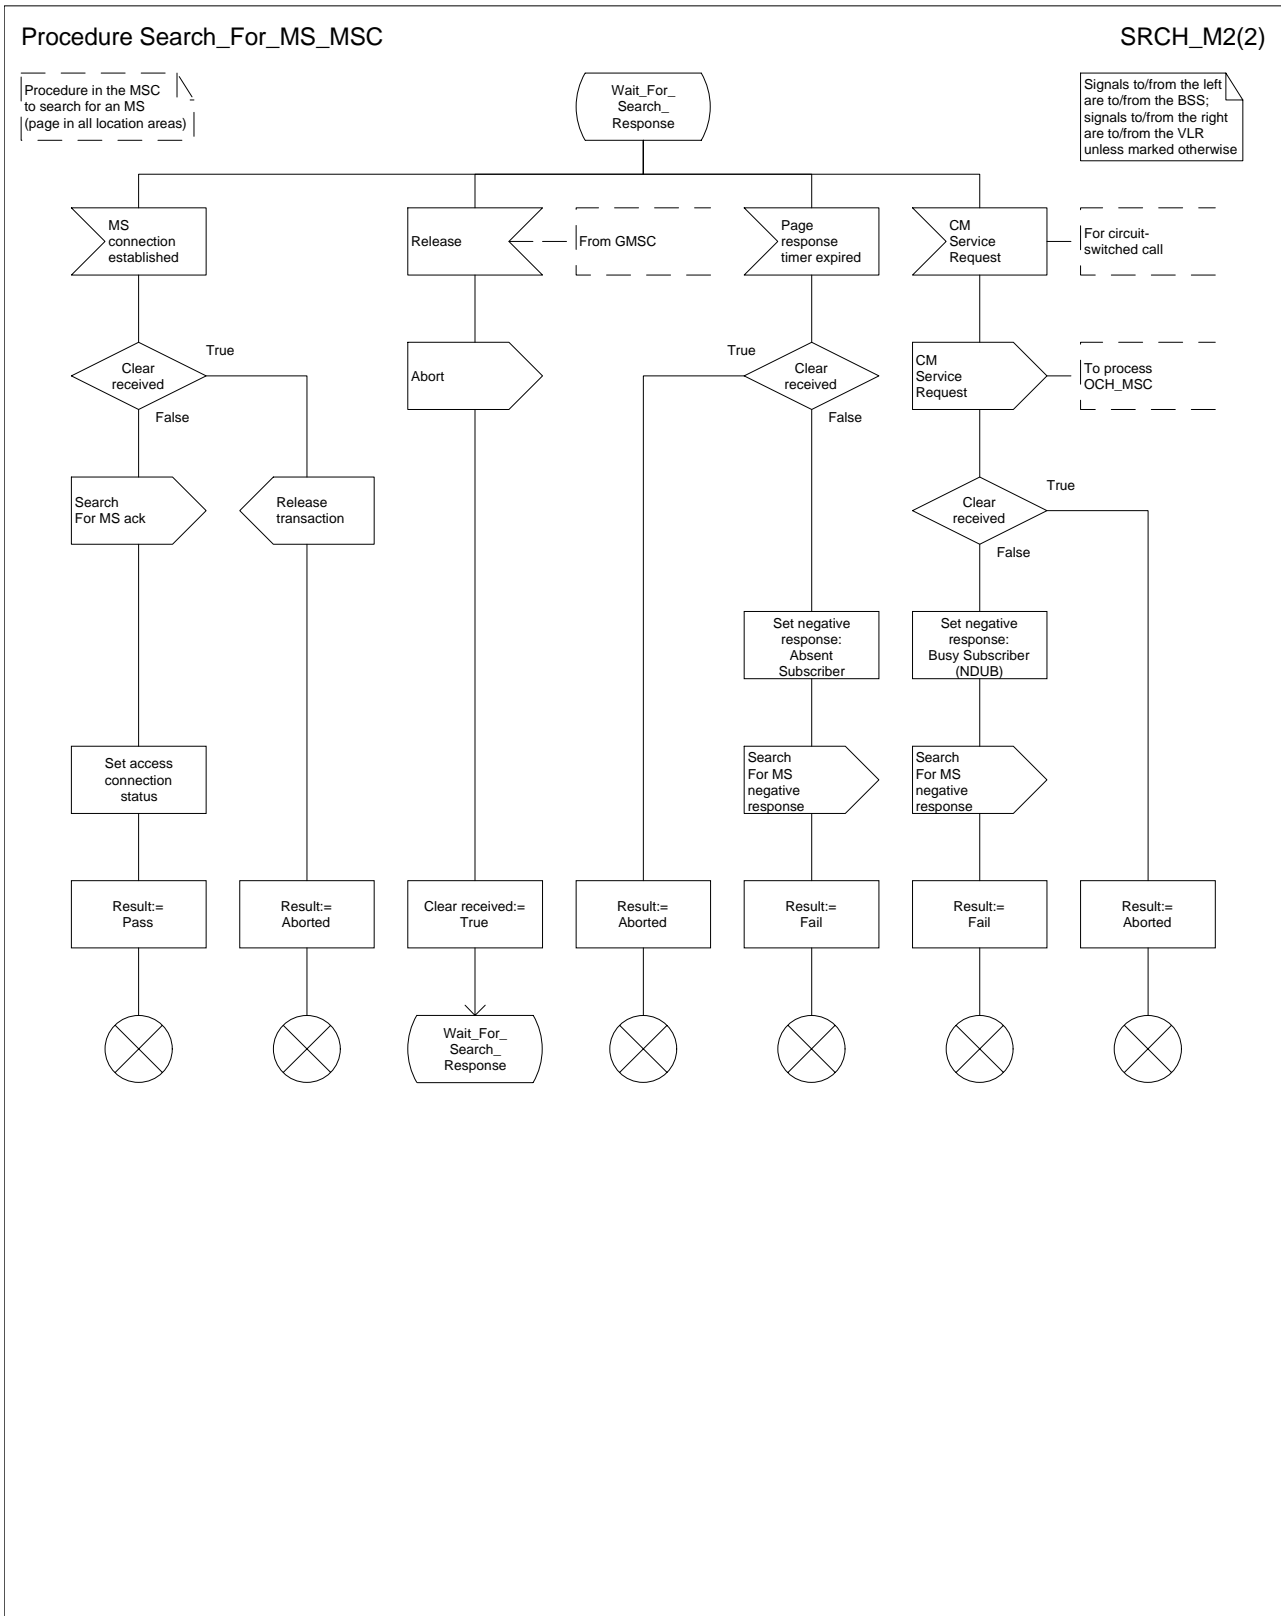 Procedure Search_For_MS_MSC
SRCH_M2(2)
Procedure in the MSC
to search for an MS
(page in all location areas)
Wait_For_
Search_
Response
Signals to/from the left
are to/from the BSS;
signals to/from the right
are to/from the VLR
unless marked otherwise
MS
connection
established
Release
From GMSC
Page
response
timer expired
CM
Service
Request
For circuit-
switched call
Clear
received
True
False
Abort
True
Clear
received
False
CM
Service
Request
To process
OCH_MSC
Search
For MS ack
Release
transaction
Clear
received
True
False
Set negative
response:
Absent
Subscriber
Set negative
response:
Busy Subscriber
(NDUB)
Set access
connection
status
Search
For MS
negative
response
Search
For MS
negative
response
Result:=
Pass
Result:=
Aborted
Clear received:=
True
Result:=
Aborted
Result:=
Fail
Result:=
Fail
Result:=
Aborted
Wait_For_
Search_
Response